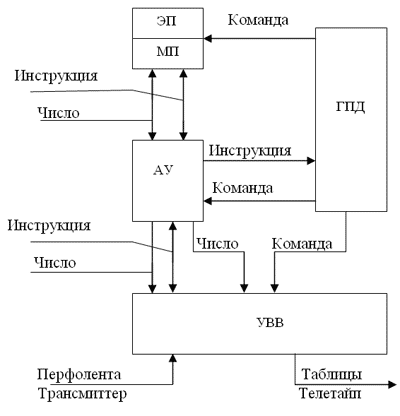 ЭП
Команда
МП
Инструкция
Число
ГПД
Инструкция
АУ
Команда
Инструкция
Число
Команда
Число
УВВ
Перфолента
Таблицы
Трансмиттер
Телетайп